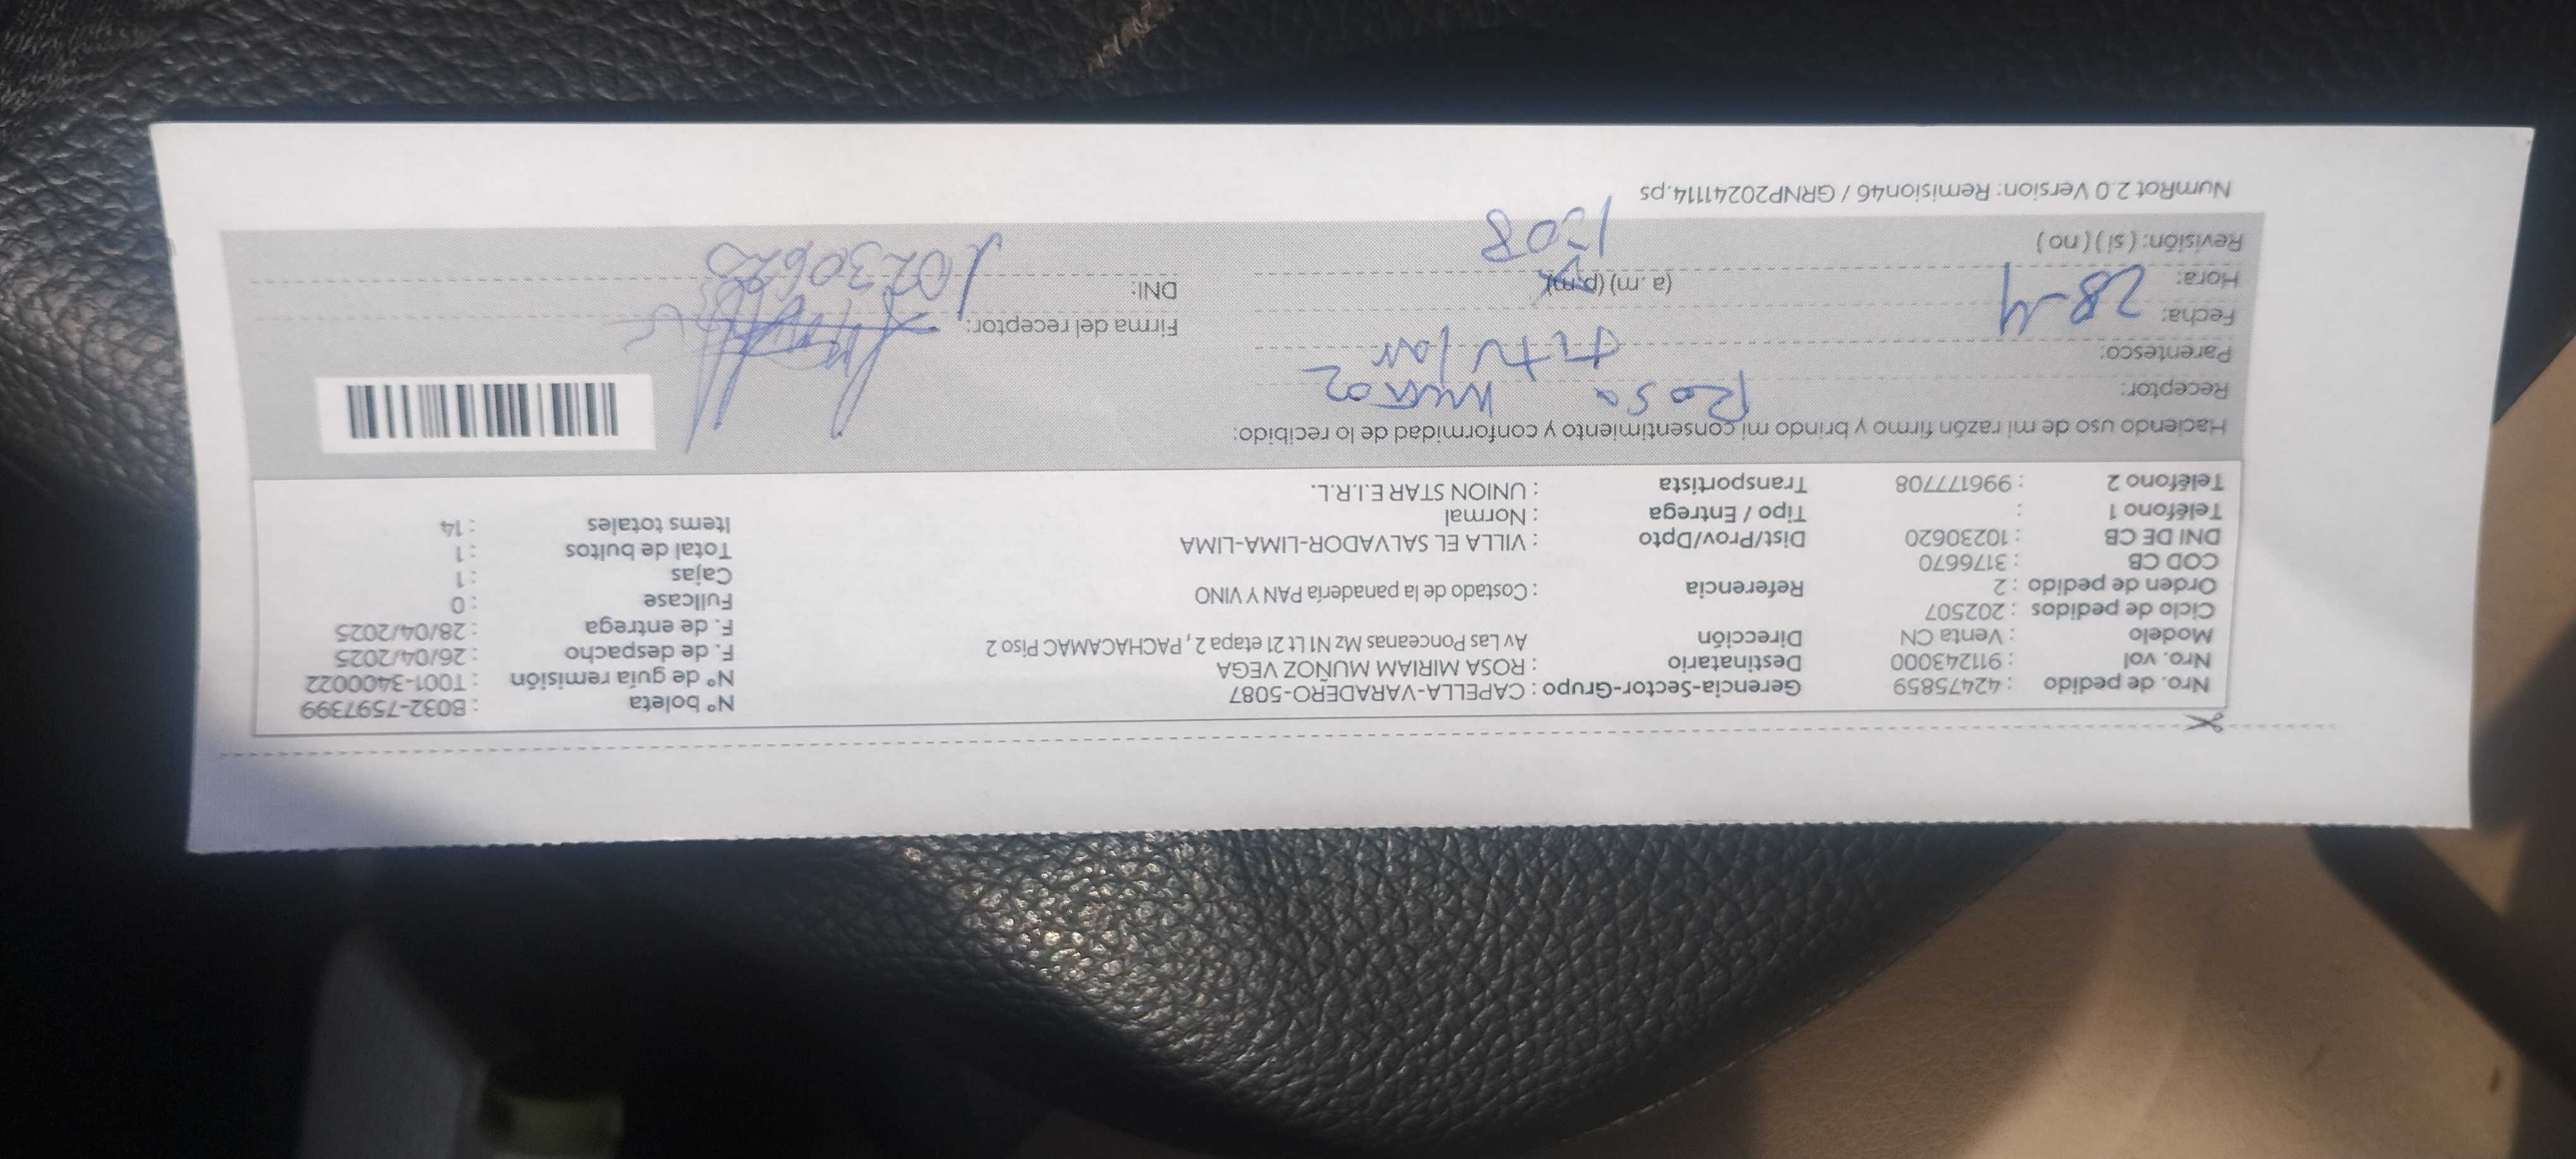 Nro. de pedido : 42475859 Gerencia-Sector-Grupo : CAPELLA-VARADERO-5087 N° boleta : B032-7597399
Nro. vol : 911243000 Destinatario : ROSA MIRIAM MUÑOZ VEGA N° de guía remisión : T001-3400022
Modelo : Venta CN Dirección Av Las Ponceanas Mz N1 Lt 21 etapa 2 , PACHACAMAC Piso 2 F. de despacho : 26/04/2025
Ciclo de pedidos : 202507 F. de entrega : 28/04/2025
Orden de pedido : 2 Referencia : Costado de la panadería PAN Y VINO Fullcase : 0
COD CB : 3176670 Cajas : 1
DNI DE CB : 10230620 Dist/Prov/Dpto : VILLA EL SALVADOR-LIMA-LIMA Total de bultos : 1
Teléfono 1 : Tipo / Entrega : Normal Items totales : 14
Teléfono 2 : 996177708 Transportista : UNION STAR E.I.R.L.
Haciendo uso de mi razón firmo y brindo mi consentimiento y conformidad de lo recibido:
Receptor: Rosa
Parentesco: titular
Fecha: 28-4 Firma del receptor:
Hora: (a .m) (p.m) DNI:
Revisión: ( si ) ( no ) 1:08
NumRot 2.0 Version: Remision46 / GRNP20241114.ps